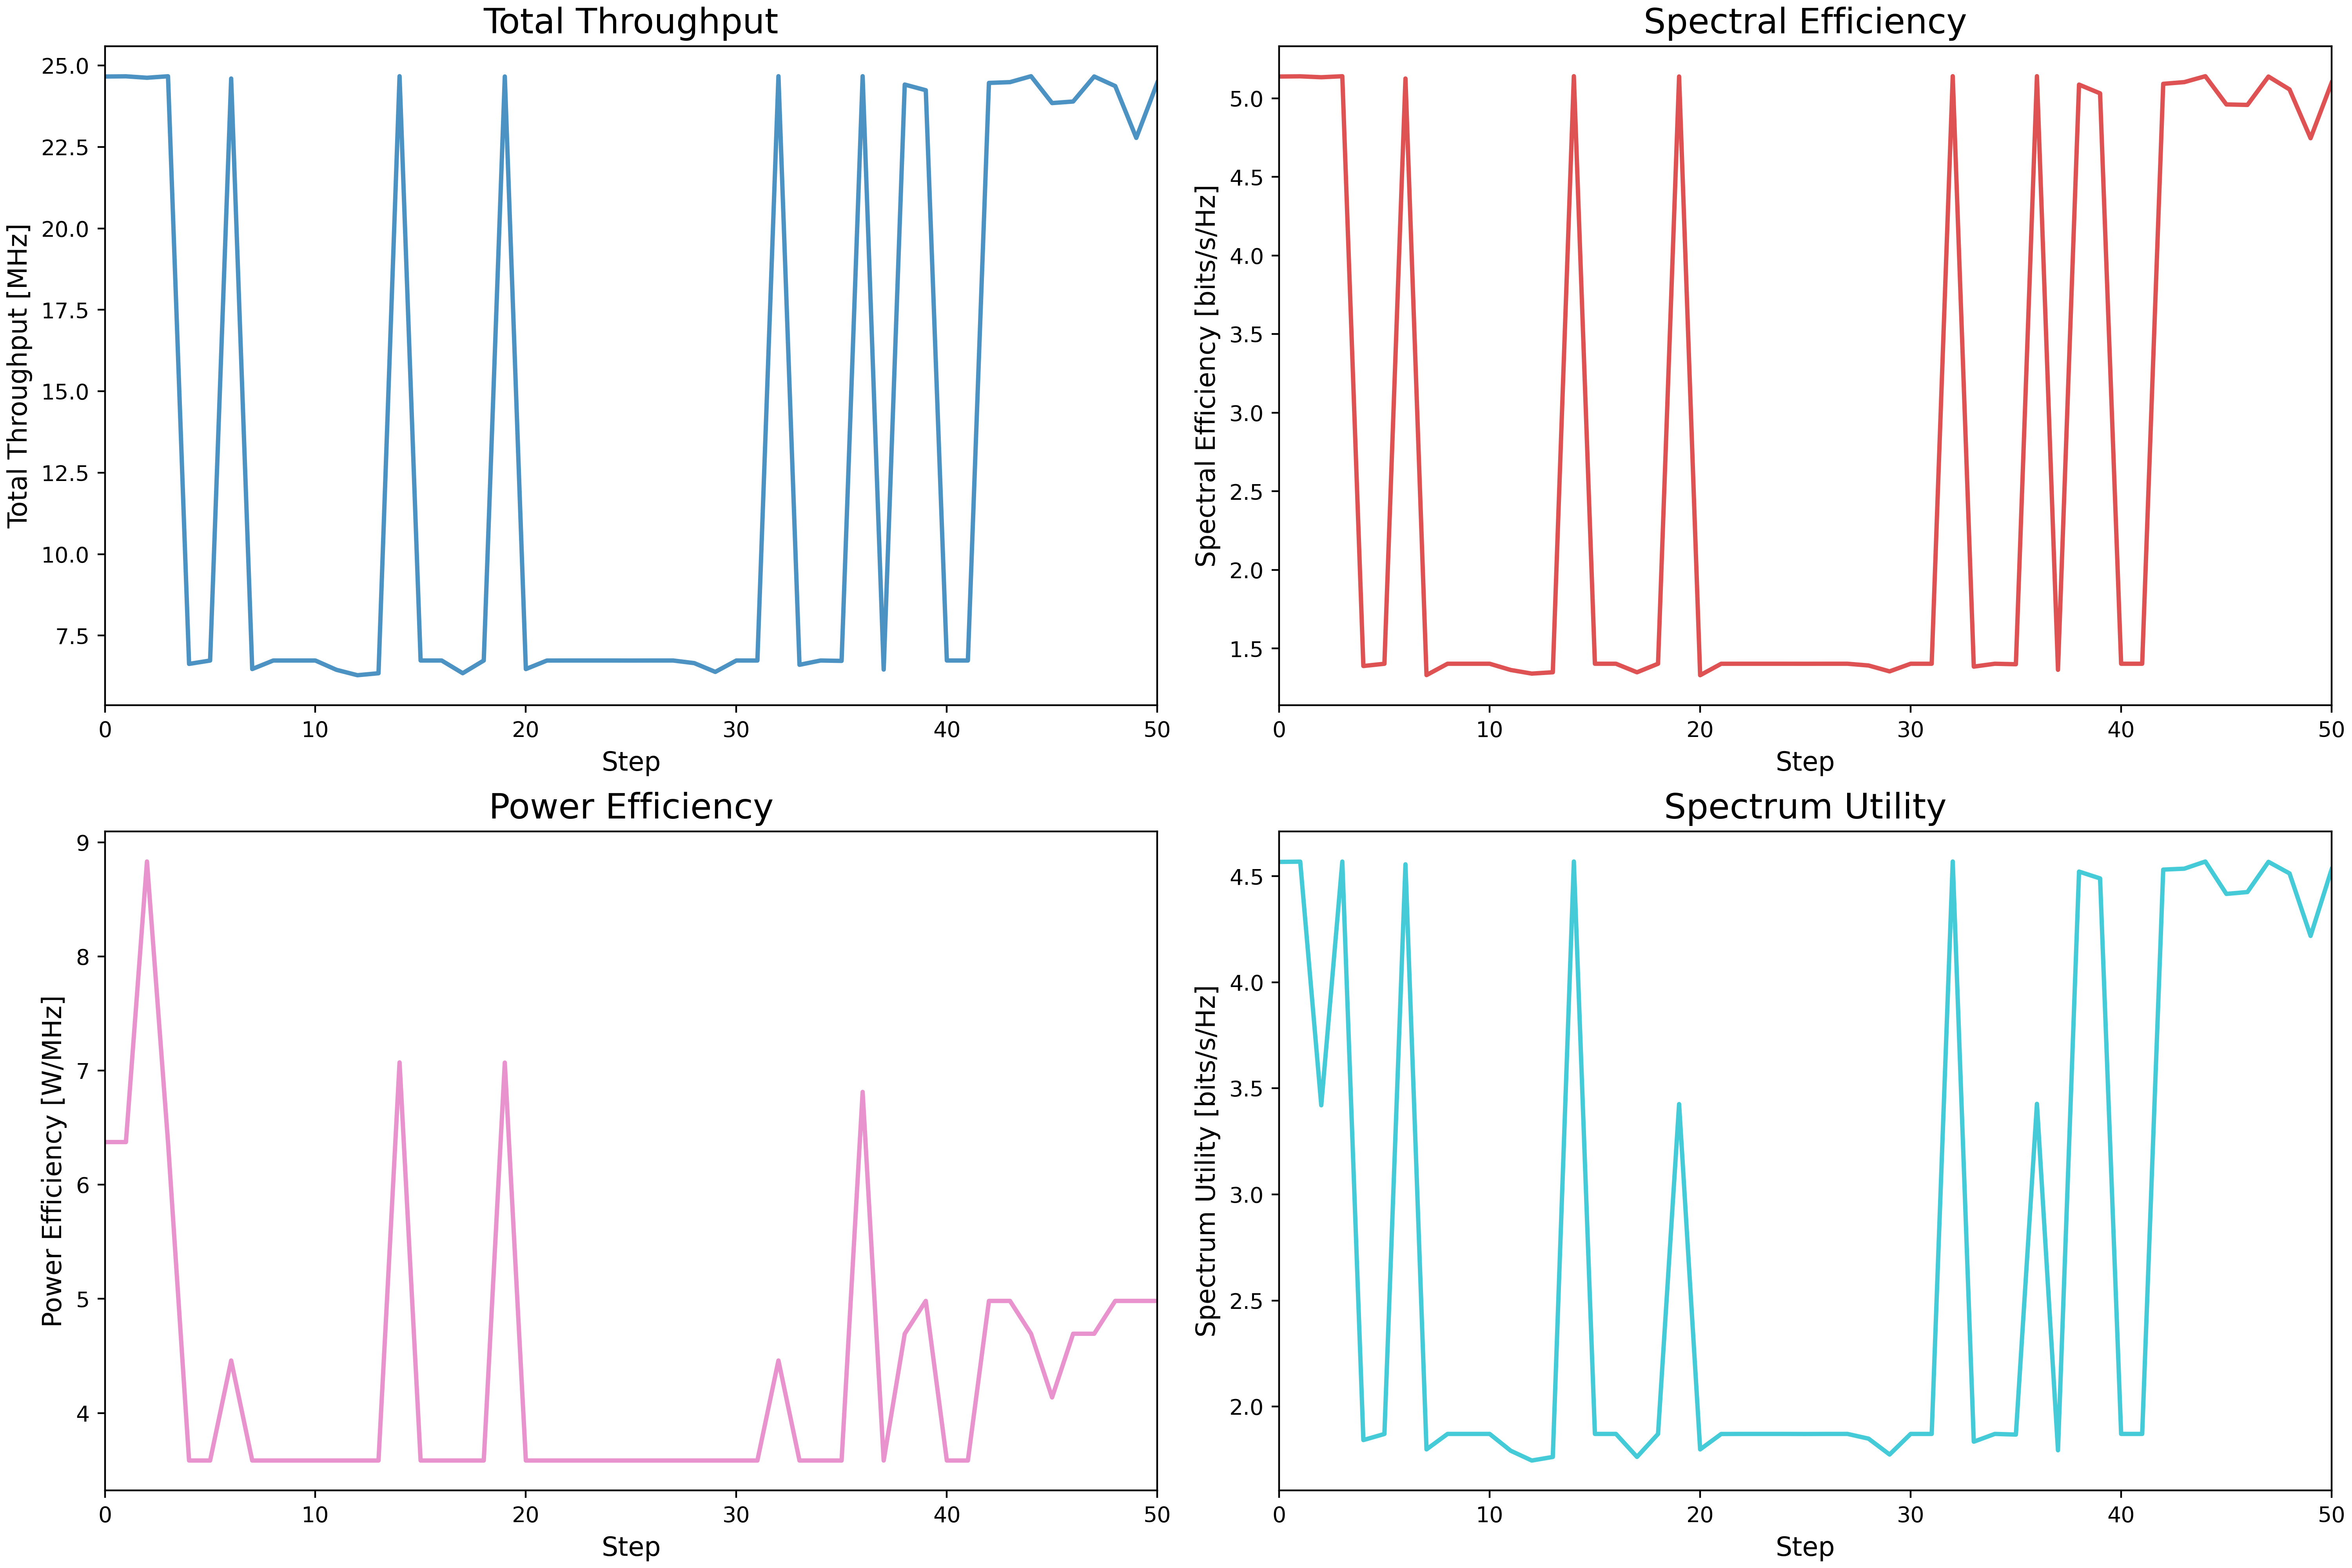 Total Throughput
Total Throughput [MHz]
25.0
22.5
20.0
17.5
15.0
12.5
10.0
7.5
0 10 20 30 40 50
Step
Spectral Efficiency
Spectral Efficiency [bits/s/Hz]
5.0
4.5
4.0
3.5
3.0
2.5
2.0
1.5
0 10 20 30 40 50
Step
Power Efficiency
Power Efficiency [W/MHz]
9
8
7
6
5
4
0 10 20 30 40 50
Step
Spectrum Utility
Spectrum Utility [bits/s/Hz]
4.5
4.0
3.5
3.0
2.5
2.0
0 10 20 30 40 50
Step